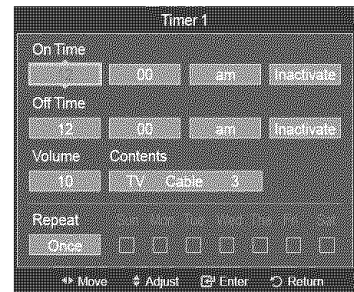 Timer 1
On Time
00 am Inactivate
Off Time
12 00 am Inactivate
Volume Contents
10 TV Cable 3
Repeat Sun Mon Tue Wed Fri Sat
Once
Move Adjust Enter Return